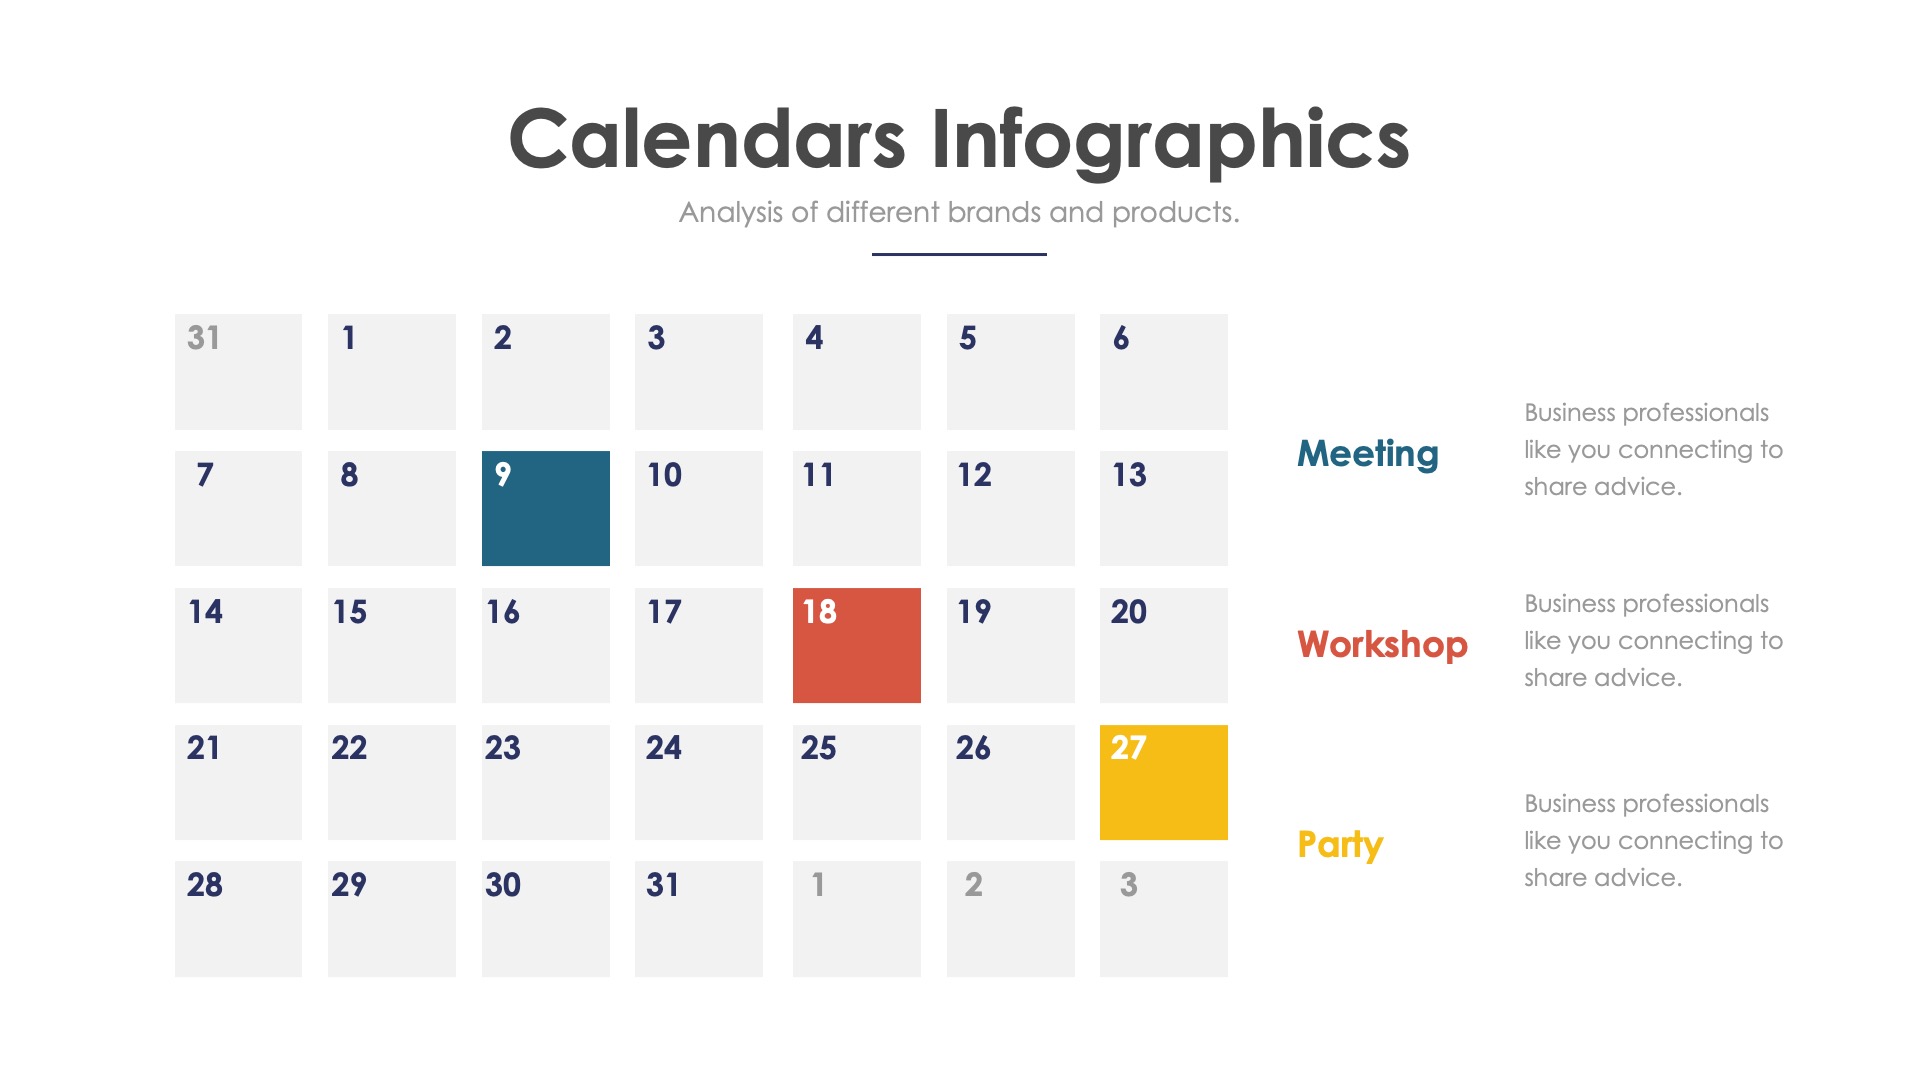 Calendars Infographics
Analysis of different brands and products.
31 1 2 3 4 5 6
7 8 9 10 11 12 13
14 15 16 17 18 19 20
21 22 23 24 25 26 27
28 29 30 31 1 2 3
Meeting
Business professionals
like you connecting to
share advice.
Workshop
Business professionals
like you connecting to
share advice.
Party
Business professionals
like you connecting to
share advice.